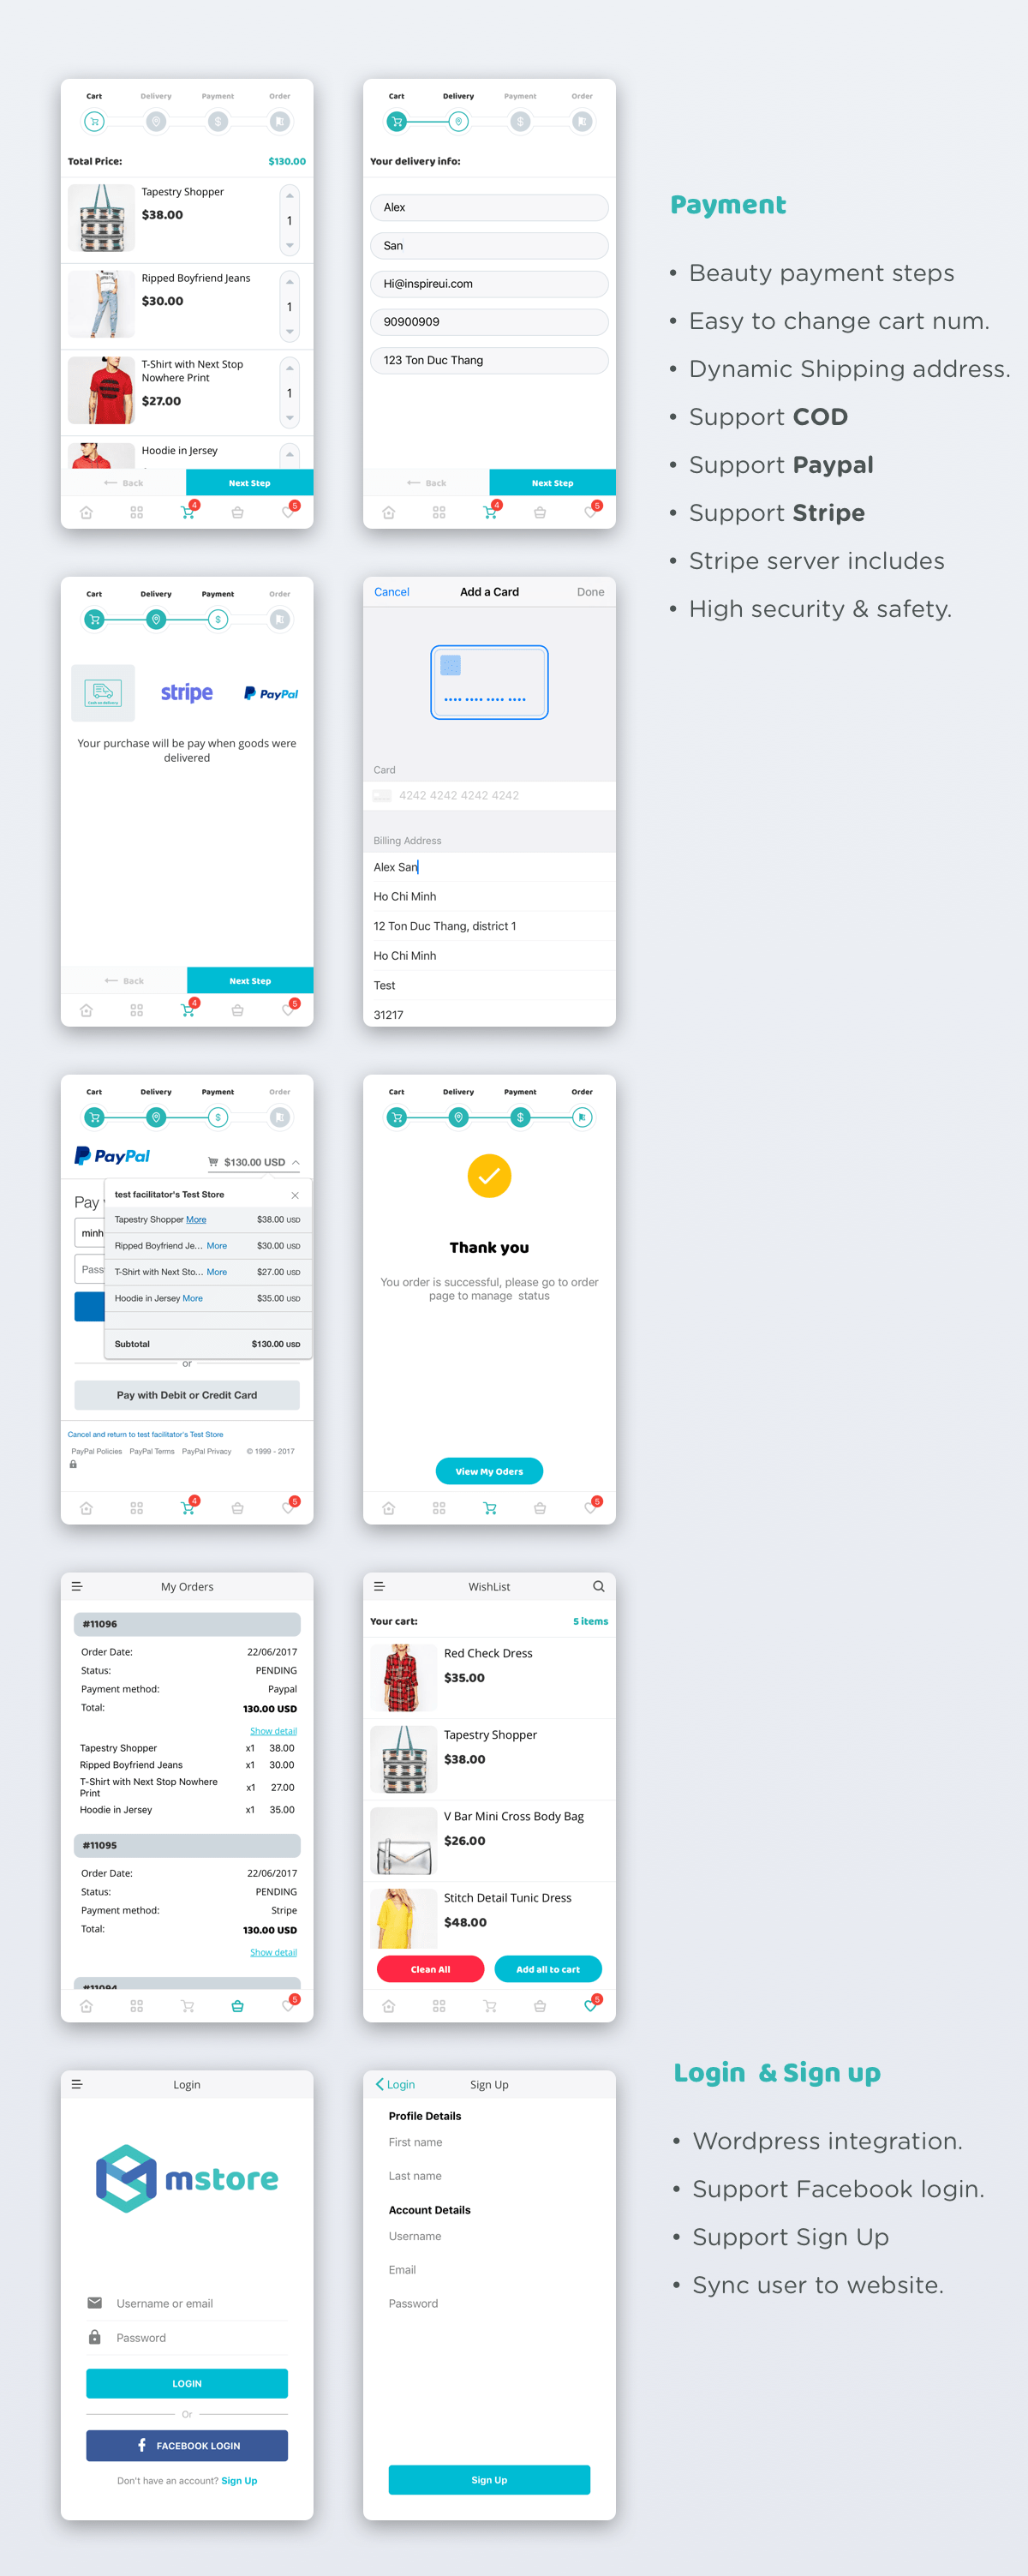 Cart Delivery Payment Order
Total Price: $130.00
Tapestry Shopper
$38.00
1
Ripped Boyfriend Jeans
$30.00
1
T-Shirt with Next Stop
Nowhere Print
$27.00
1
Hoodie in Jersey
Back Next Step
4 5
Cart Delivery Payment Order
Your delivery info:
Alex
San
Hi@inspireui.com
90900909
123 Ton Duc Thang
Back Next Step
4 5
Payment
• Beauty payment steps
• Easy to change cart num.
• Dynamic Shipping address.
• Support COD
• Support Paypal
• Support Stripe
• Stripe server includes
• High security & safety.
Cart Delivery Payment Order
Cash on delivery
stripe
PayPal
Your purchase will be pay when goods were
delivered
Back Next Step
4 5
Cancel Add a Card Done
Card
4242 4242 4242 4242
Billing Address
Alex San
Ho Chi Minh
12 Ton Duc Thang, district 1
Ho Chi Minh
Test
31217
Cart Delivery Payment Order
PayPal $130.00 USD
Pay
test facilitator's Test Store
Tapestry Shopper More $38.00 USD
minh
Ripped Boyfriend Je... More $30.00 USD
Pass
T-Shirt with Next Sto... More $27.00 USD
Hoodie in Jersey More $35.00 USD
Subtotal $130.00 USD
or
Pay with Debit or Credit Card
Cancel and return to test facilitator's Test Store
PayPal Policies PayPal Terms PayPal Privacy © 1999 - 2017
4 5
Cart Delivery Payment Order
Thank you
You order is successful, please go to order
page to manage status
View My Oders
5
My Orders
#11096
Order Date: 22/06/2017
Status: PENDING
Payment method: Paypal
Total: 130.00 USD
Show detail
Tapestry Shopper x1 38.00
Ripped Boyfriend Jeans x1 30.00
T-Shirt with Next Stop Nowhere
Print x1 27.00
Hoodie in Jersey x1 35.00
#11095
Order Date: 22/06/2017
Status: PENDING
Payment method: Stripe
Total: 130.00 USD
Show detail
#11094
5
WishList
Your cart: 5 items
Red Check Dress
$35.00
Tapestry Shopper
$38.00
V Bar Mini Cross Body Bag
$26.00
Stitch Detail Tunic Dress
$48.00
Clean All Add all to cart
5
Login
mstore
Username or email
Password
LOGIN
Or
FACEBOOK LOGIN
Don't have an account? Sign Up
Login Sign Up
Profile Details
First name
Last name
Account Details
Username
Email
Password
Sign Up
Login & Sign up
• Wordpress integration.
• Support Facebook login.
• Support Sign Up
• Sync user to website.